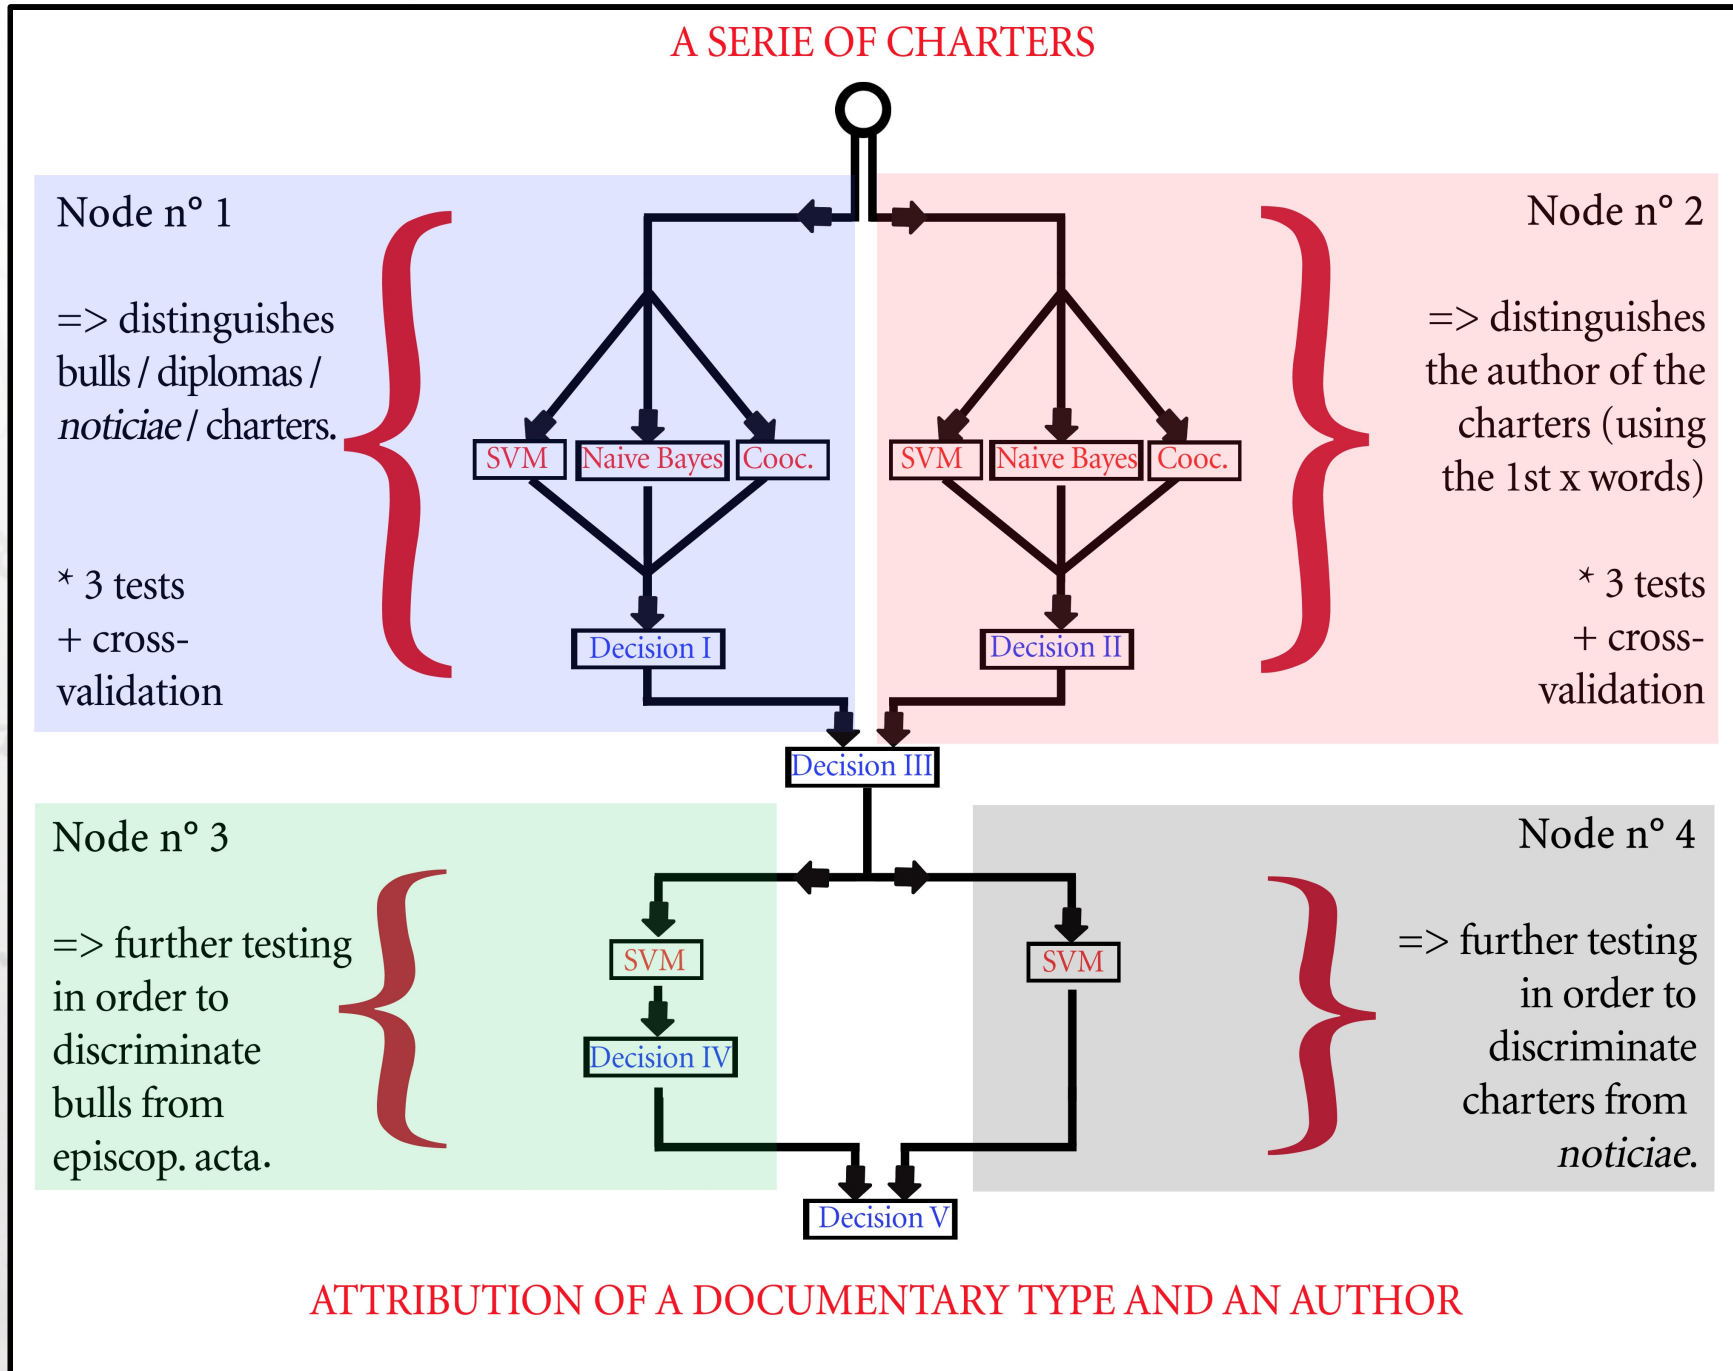 A SERIE OF CHARTERS
Node n° 1
=> distinguishes
bulls / diplomas /
noticiae / charters.
* 3 tests
+ cross-
validation
SVM
Naive Bayes
Cooc.
Decision I
Node n° 2
=> distinguishes
the author of the
charters (using
the 1st x words)
* 3 tests
+ cross-
validation
SVM
Naive Bayes
Cooc.
Decision II
Decision III
Node n° 3
=> further testing
in order to
discriminate
bulls from
episcop. acta.
SVM
Decision IV
Node n° 4
=> further testing
in order to
discriminate
charters from
noticiae.
SVM
Decision V
ATTRIBUTION OF A DOCUMENTARY TYPE AND AN AUTHOR